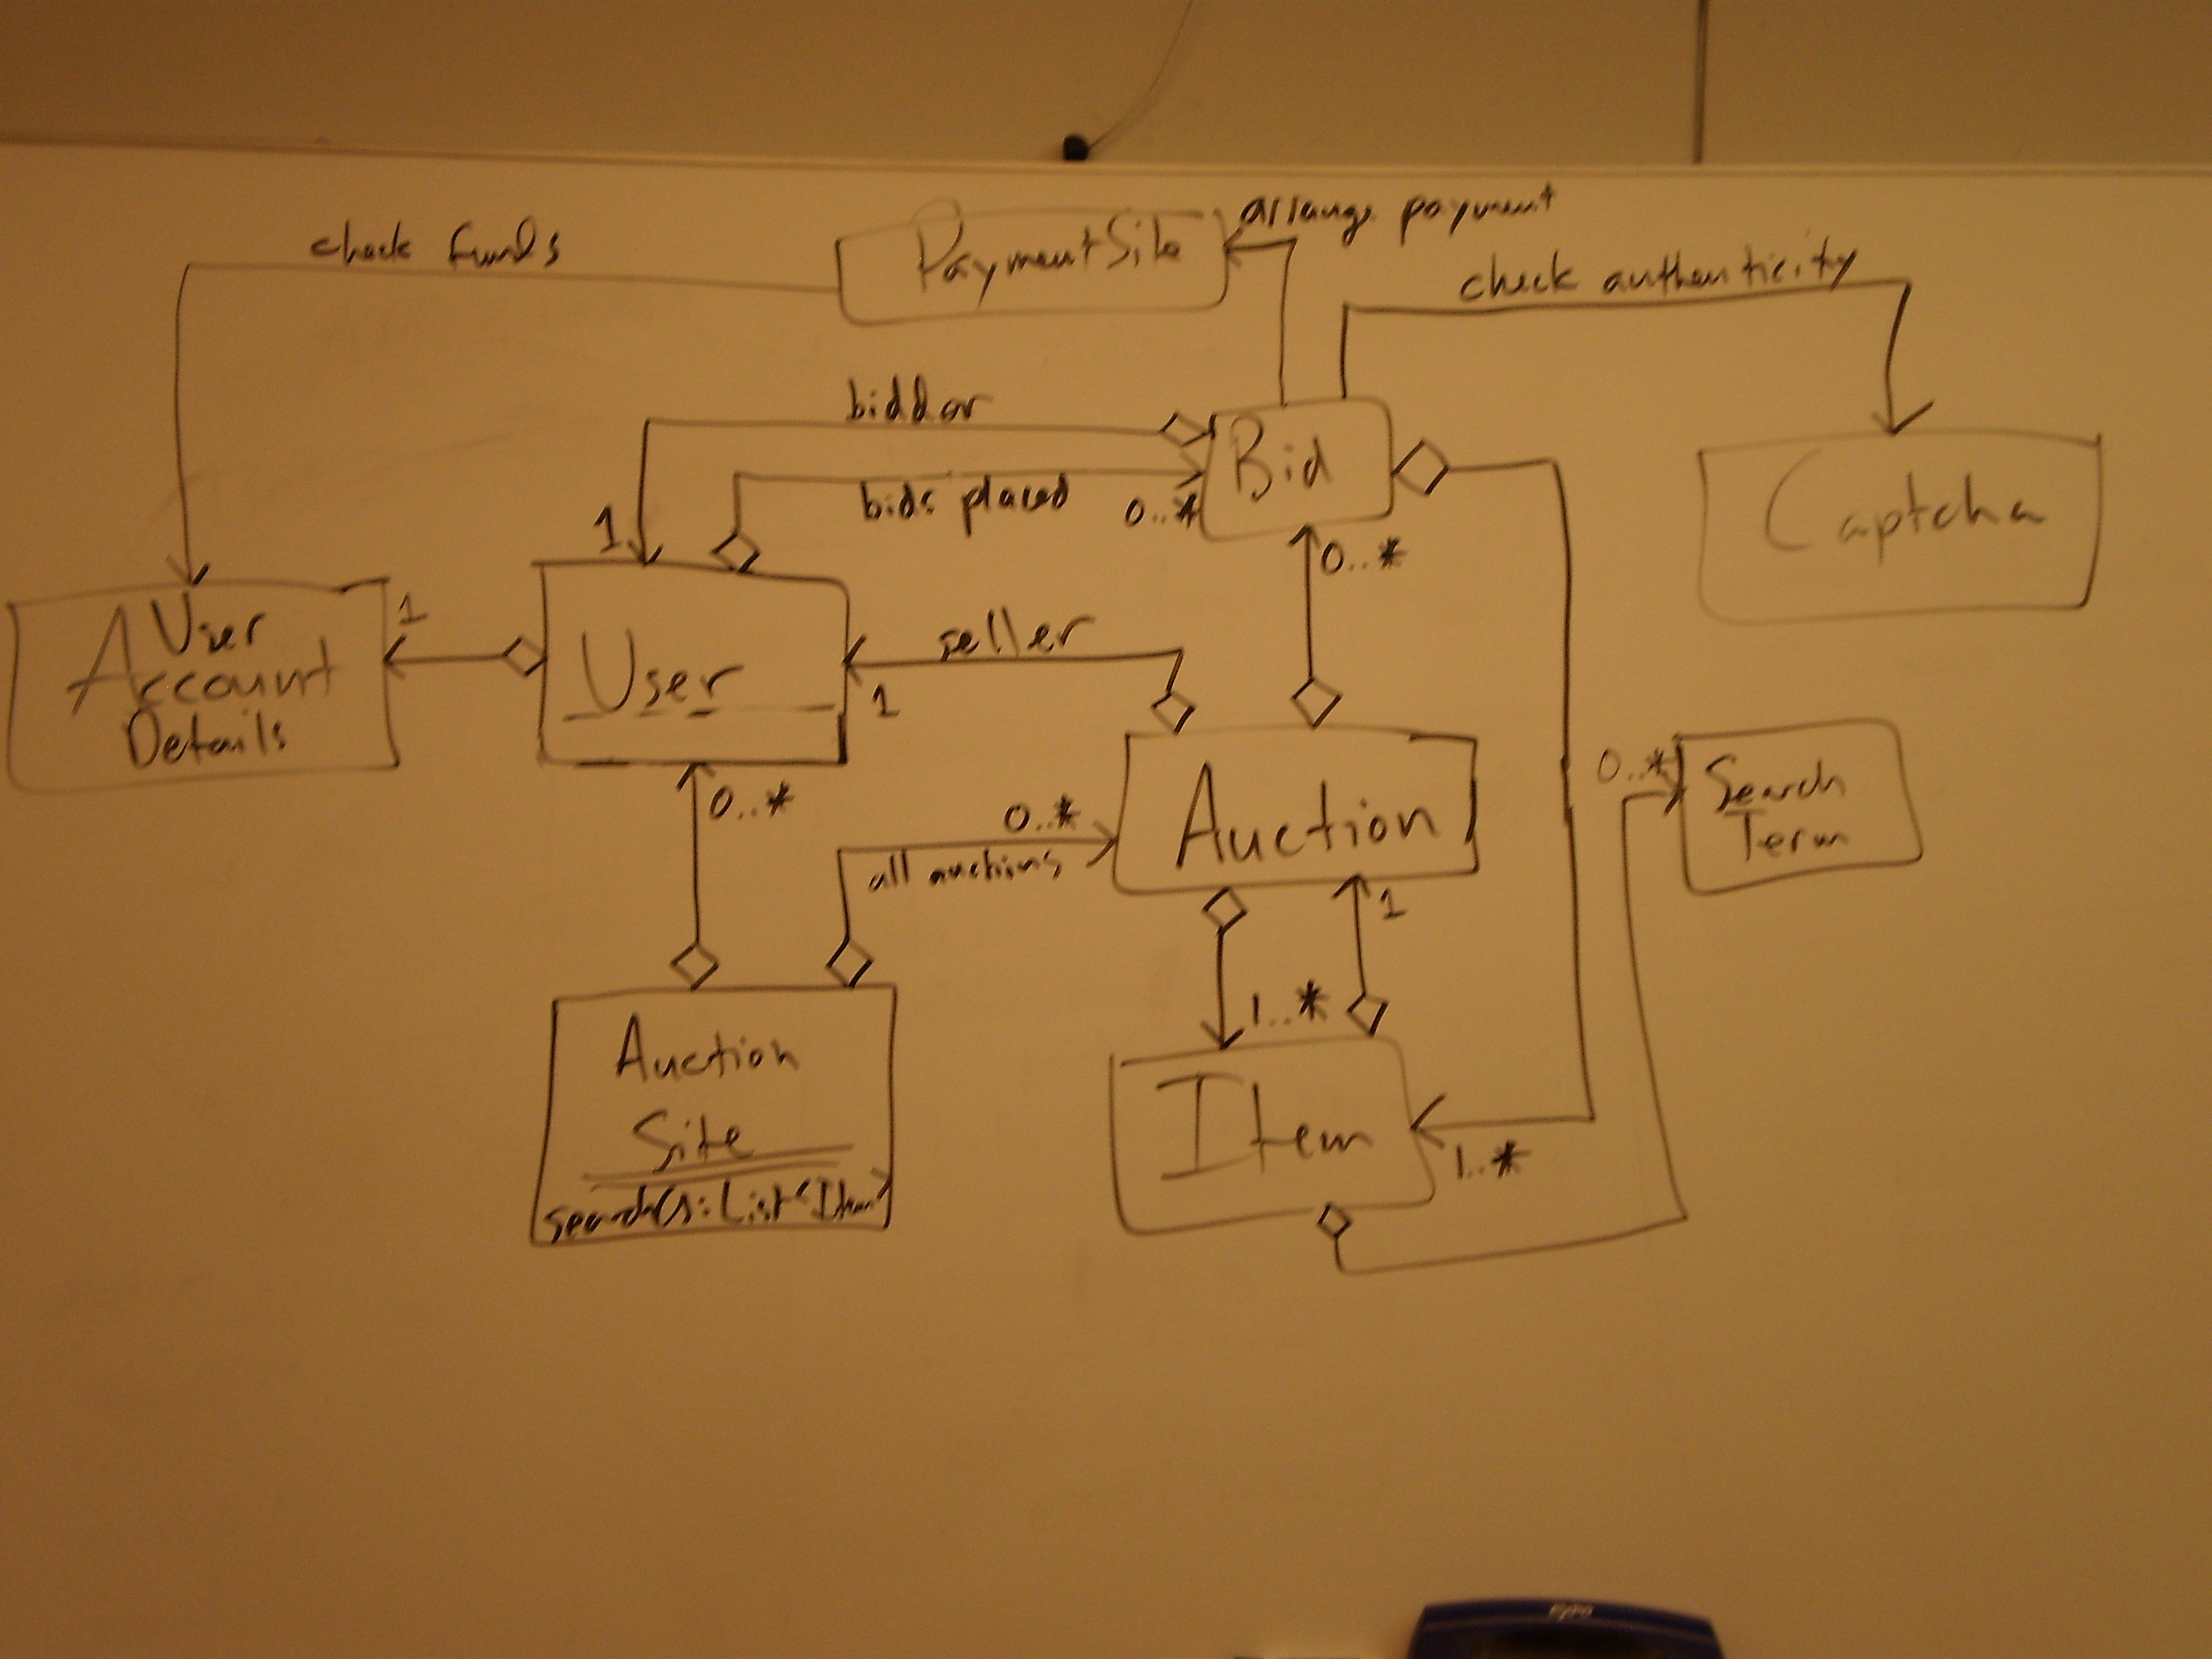 arrange payment
check funds
PaymentSite
check authenticity
bidder
Bid
bids placed
0..*
1
Captcha
0..*
User
Account
Details
1
User
seller
1
0..*
Auction
0..*
all auctions
0..*
Search
Term
1
1..*
Auction
Site
search(): List<Item>
Item
1..*
expo